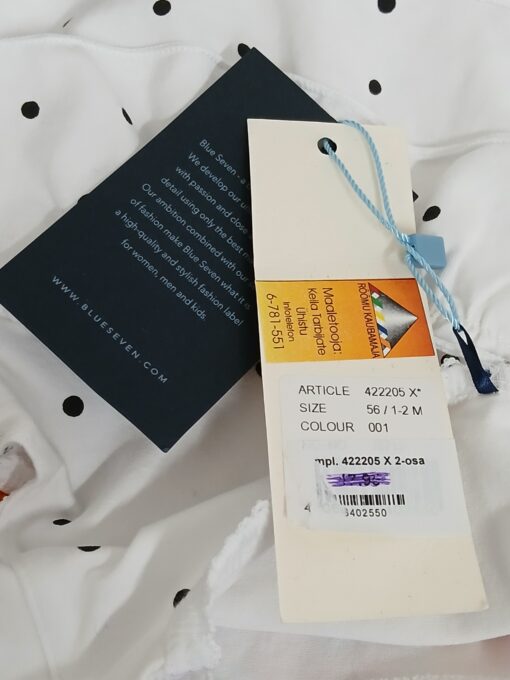 Blue Seven - a
We develop our u
with passion and close
detail using only the best m
Our ambition combined with our
of fashion make Blue Seven what it is
a high-quality and stylish fashion label
for women, men and kids.
WWW.BLUESEVEN.COM
RÕÕMU KAUBAMAJA
Maaletooja:
Keila Tarbijate
Ühistu
Infotelefon
6-781-551
ARTICLE 422205 X*
SIZE 56 / 1-2 M
COLOUR 001
mpl. 422205 X 2-osa
402550